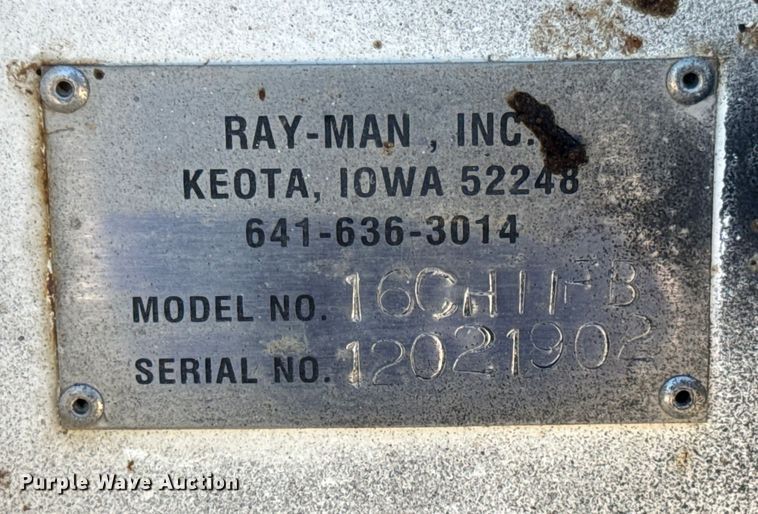 RAY-MAN , INC.
KEOTA, IOWA 52248
641-636-3014
MODEL NO. 16CH11FB
SERIAL NO. 12021902
Purple Wave Auction